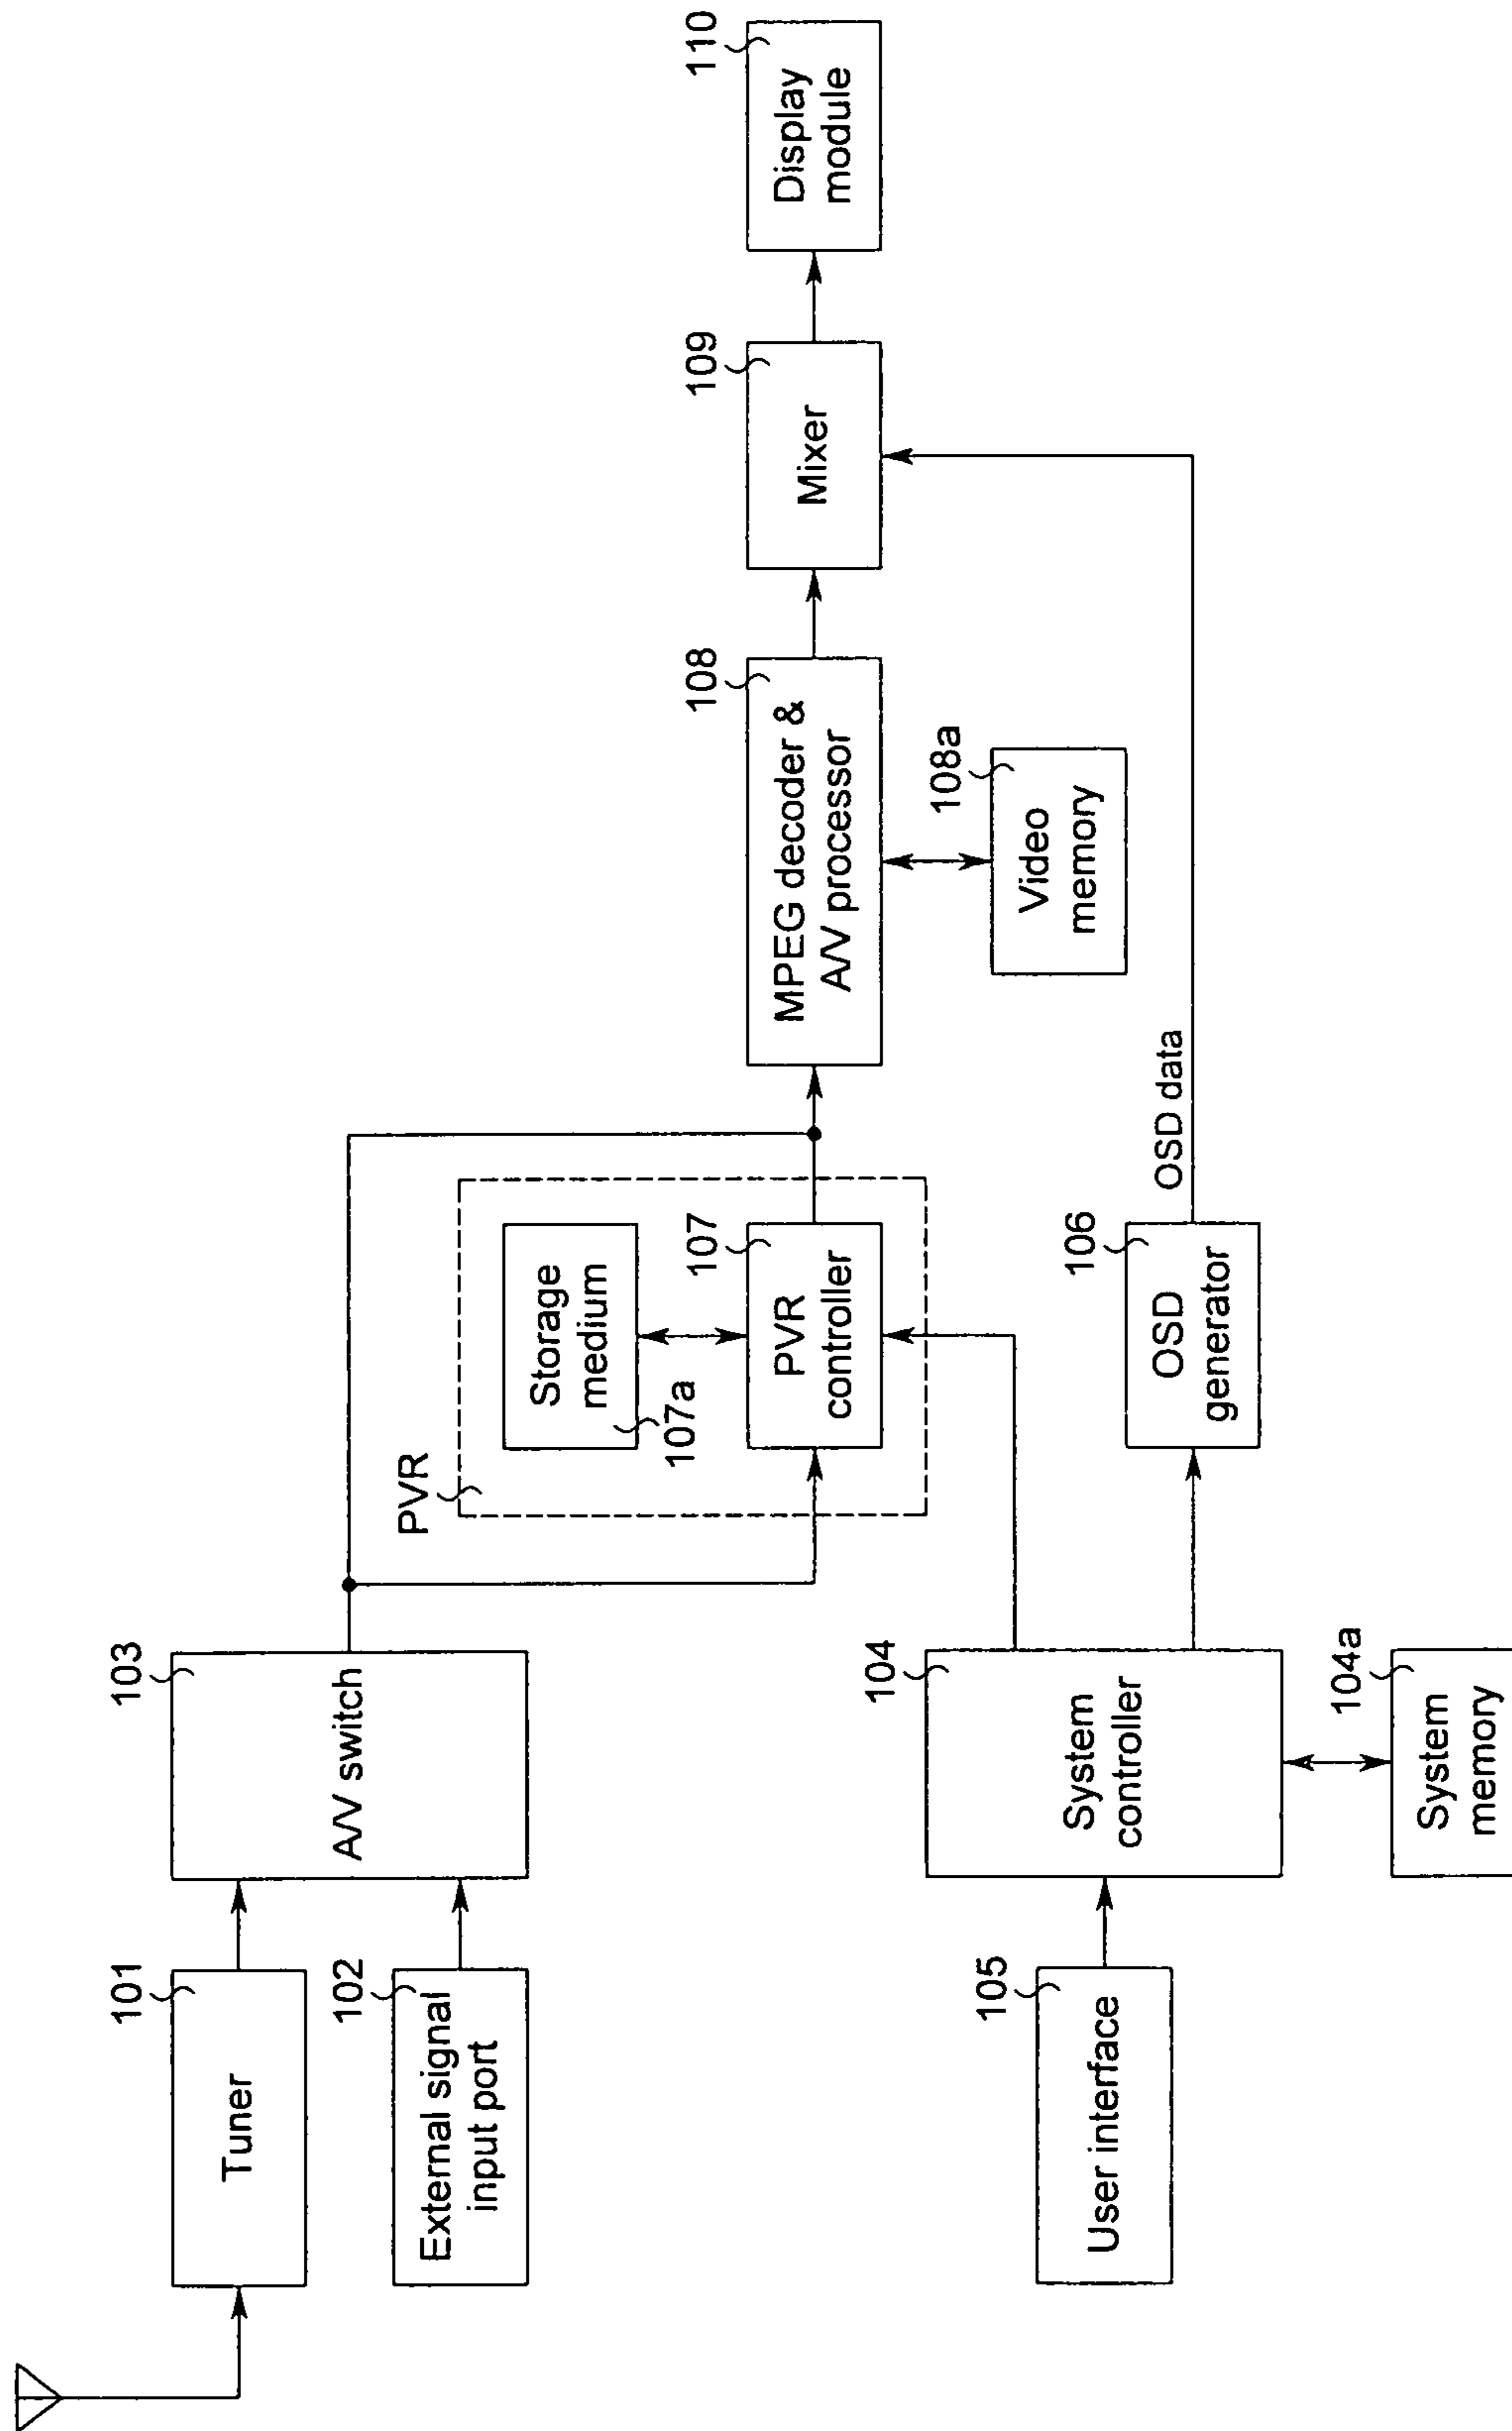 101
Tuner
102
External signal
input port
103
A/V switch
PVR
Storage
medium
107a
107
PVR
controller
108
MPEG decoder &
A/V processor
108a
Video
memory
109
Mixer
110
Display
module
105
User interface
104
System
controller
104a
System
memory
106
OSD
generator
OSD data